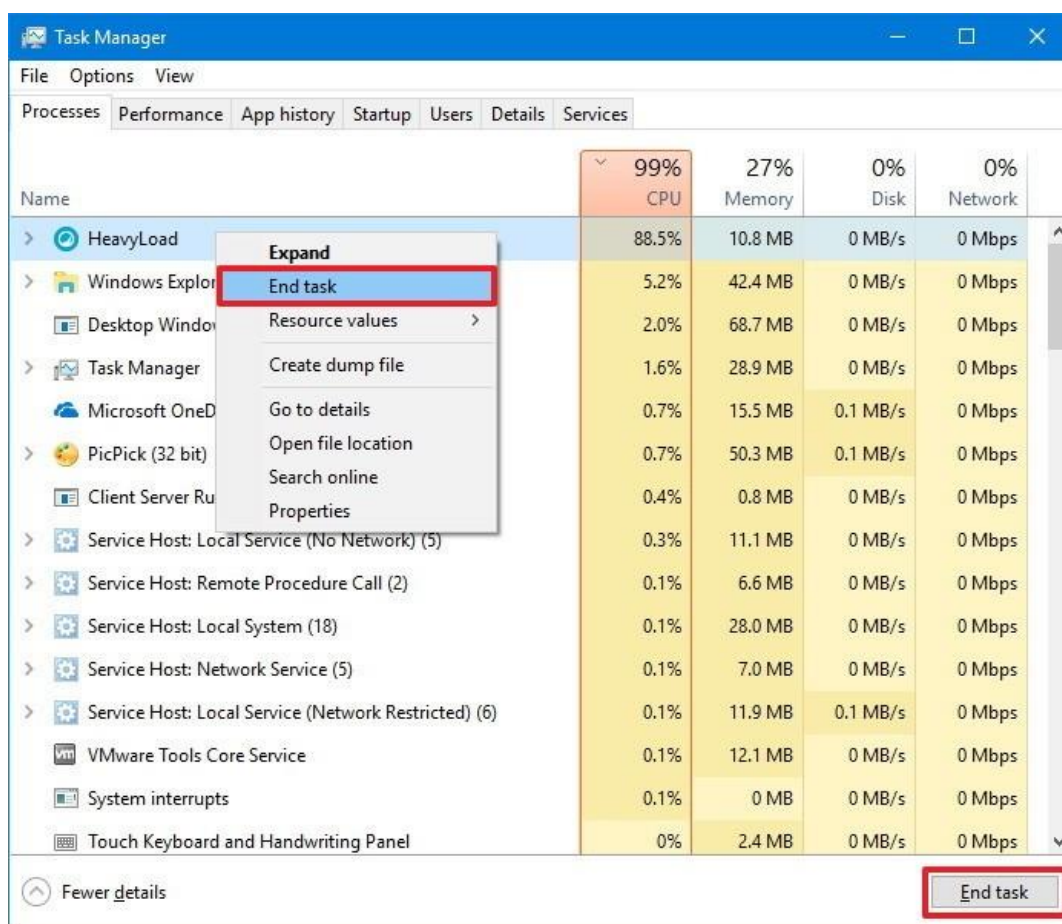 Task Manager
File Options View
Processes Performance App history Startup Users Details Services
99% 27% 0% 0%
Name CPU Memory Disk Network
HeavyLoad 88.5% 10.8 MB 0 MB/s 0 Mbps
Expand
Windows Explor 5.2% 42.4 MB 0 MB/s 0 Mbps
End task
Desktop Windo 2.0% 68.7 MB 0 MB/s 0 Mbps
Resource values
Task Manager 1.6% 28.9 MB 0 MB/s 0 Mbps
Create dump file
Microsoft OneD 0.7% 15.5 MB 0.1 MB/s 0 Mbps
Go to details
PicPick (32 bit) 0.7% 50.3 MB 0.1 MB/s 0 Mbps
Open file location
Search online
Client Server Ru 0.4% 0.8 MB 0 MB/s 0 Mbps
Properties
Service Host: Local Service (No Network) (5) 0.3% 11.1 MB 0 MB/s 0 Mbps
Service Host: Remote Procedure Call (2) 0.1% 6.6 MB 0 MB/s 0 Mbps
Service Host: Local System (18) 0.1% 28.0 MB 0 MB/s 0 Mbps
Service Host: Network Service (5) 0.1% 7.0 MB 0 MB/s 0 Mbps
Service Host: Local Service (Network Restricted) (6) 0.1% 11.9 MB 0.1 MB/s 0 Mbps
vm VMware Tools Core Service 0.1% 12.1 MB 0 MB/s 0 Mbps
System interrupts 0.1% 0 MB 0 MB/s 0 Mbps
Touch Keyboard and Handwriting Panel 0% 2.4 MB 0 MB/s 0 Mbps
Fewer details End task